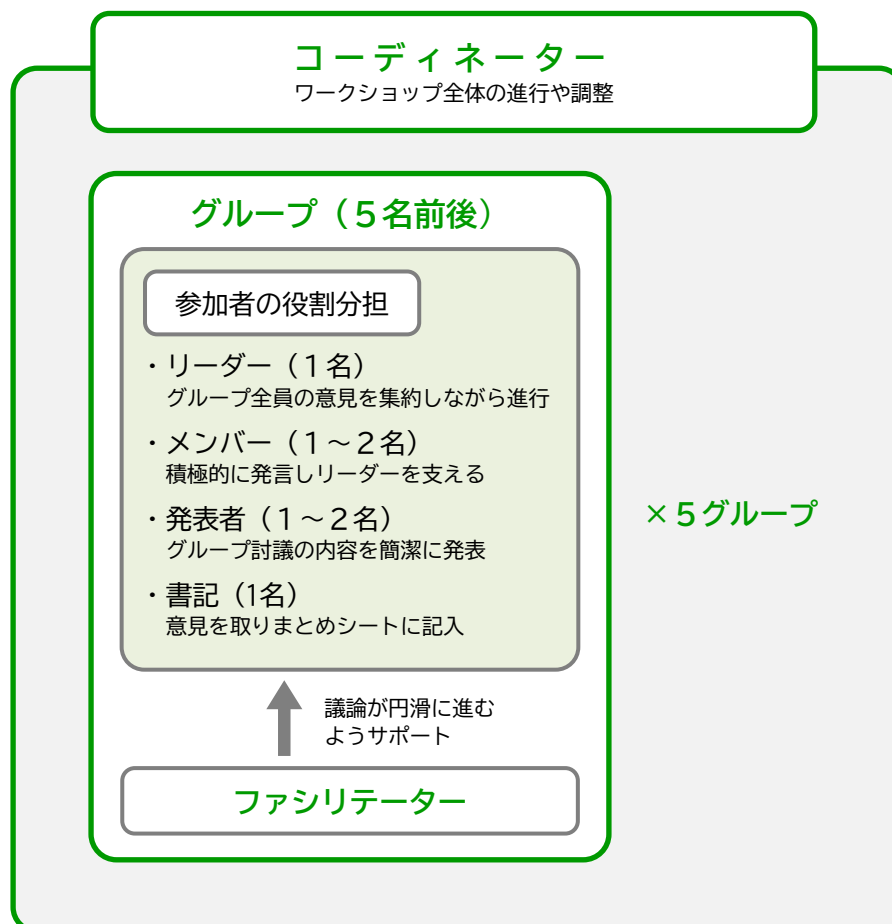 コーディネーター
ワークショップ全体の進行や調整
グループ（５名前後）
参加者の役割分担
・リーダー（１名）
グループ全員の意見を集約しながら進行
・メンバー（１～２名）
積極的に発言しリーダーを支える
・発表者（１～２名）
グループ討議の内容を簡潔に発表
・書記（1名）
意見を取りまとめシートに記入
×５グループ
議論が円滑に進む
ようサポート
ファシリテーター